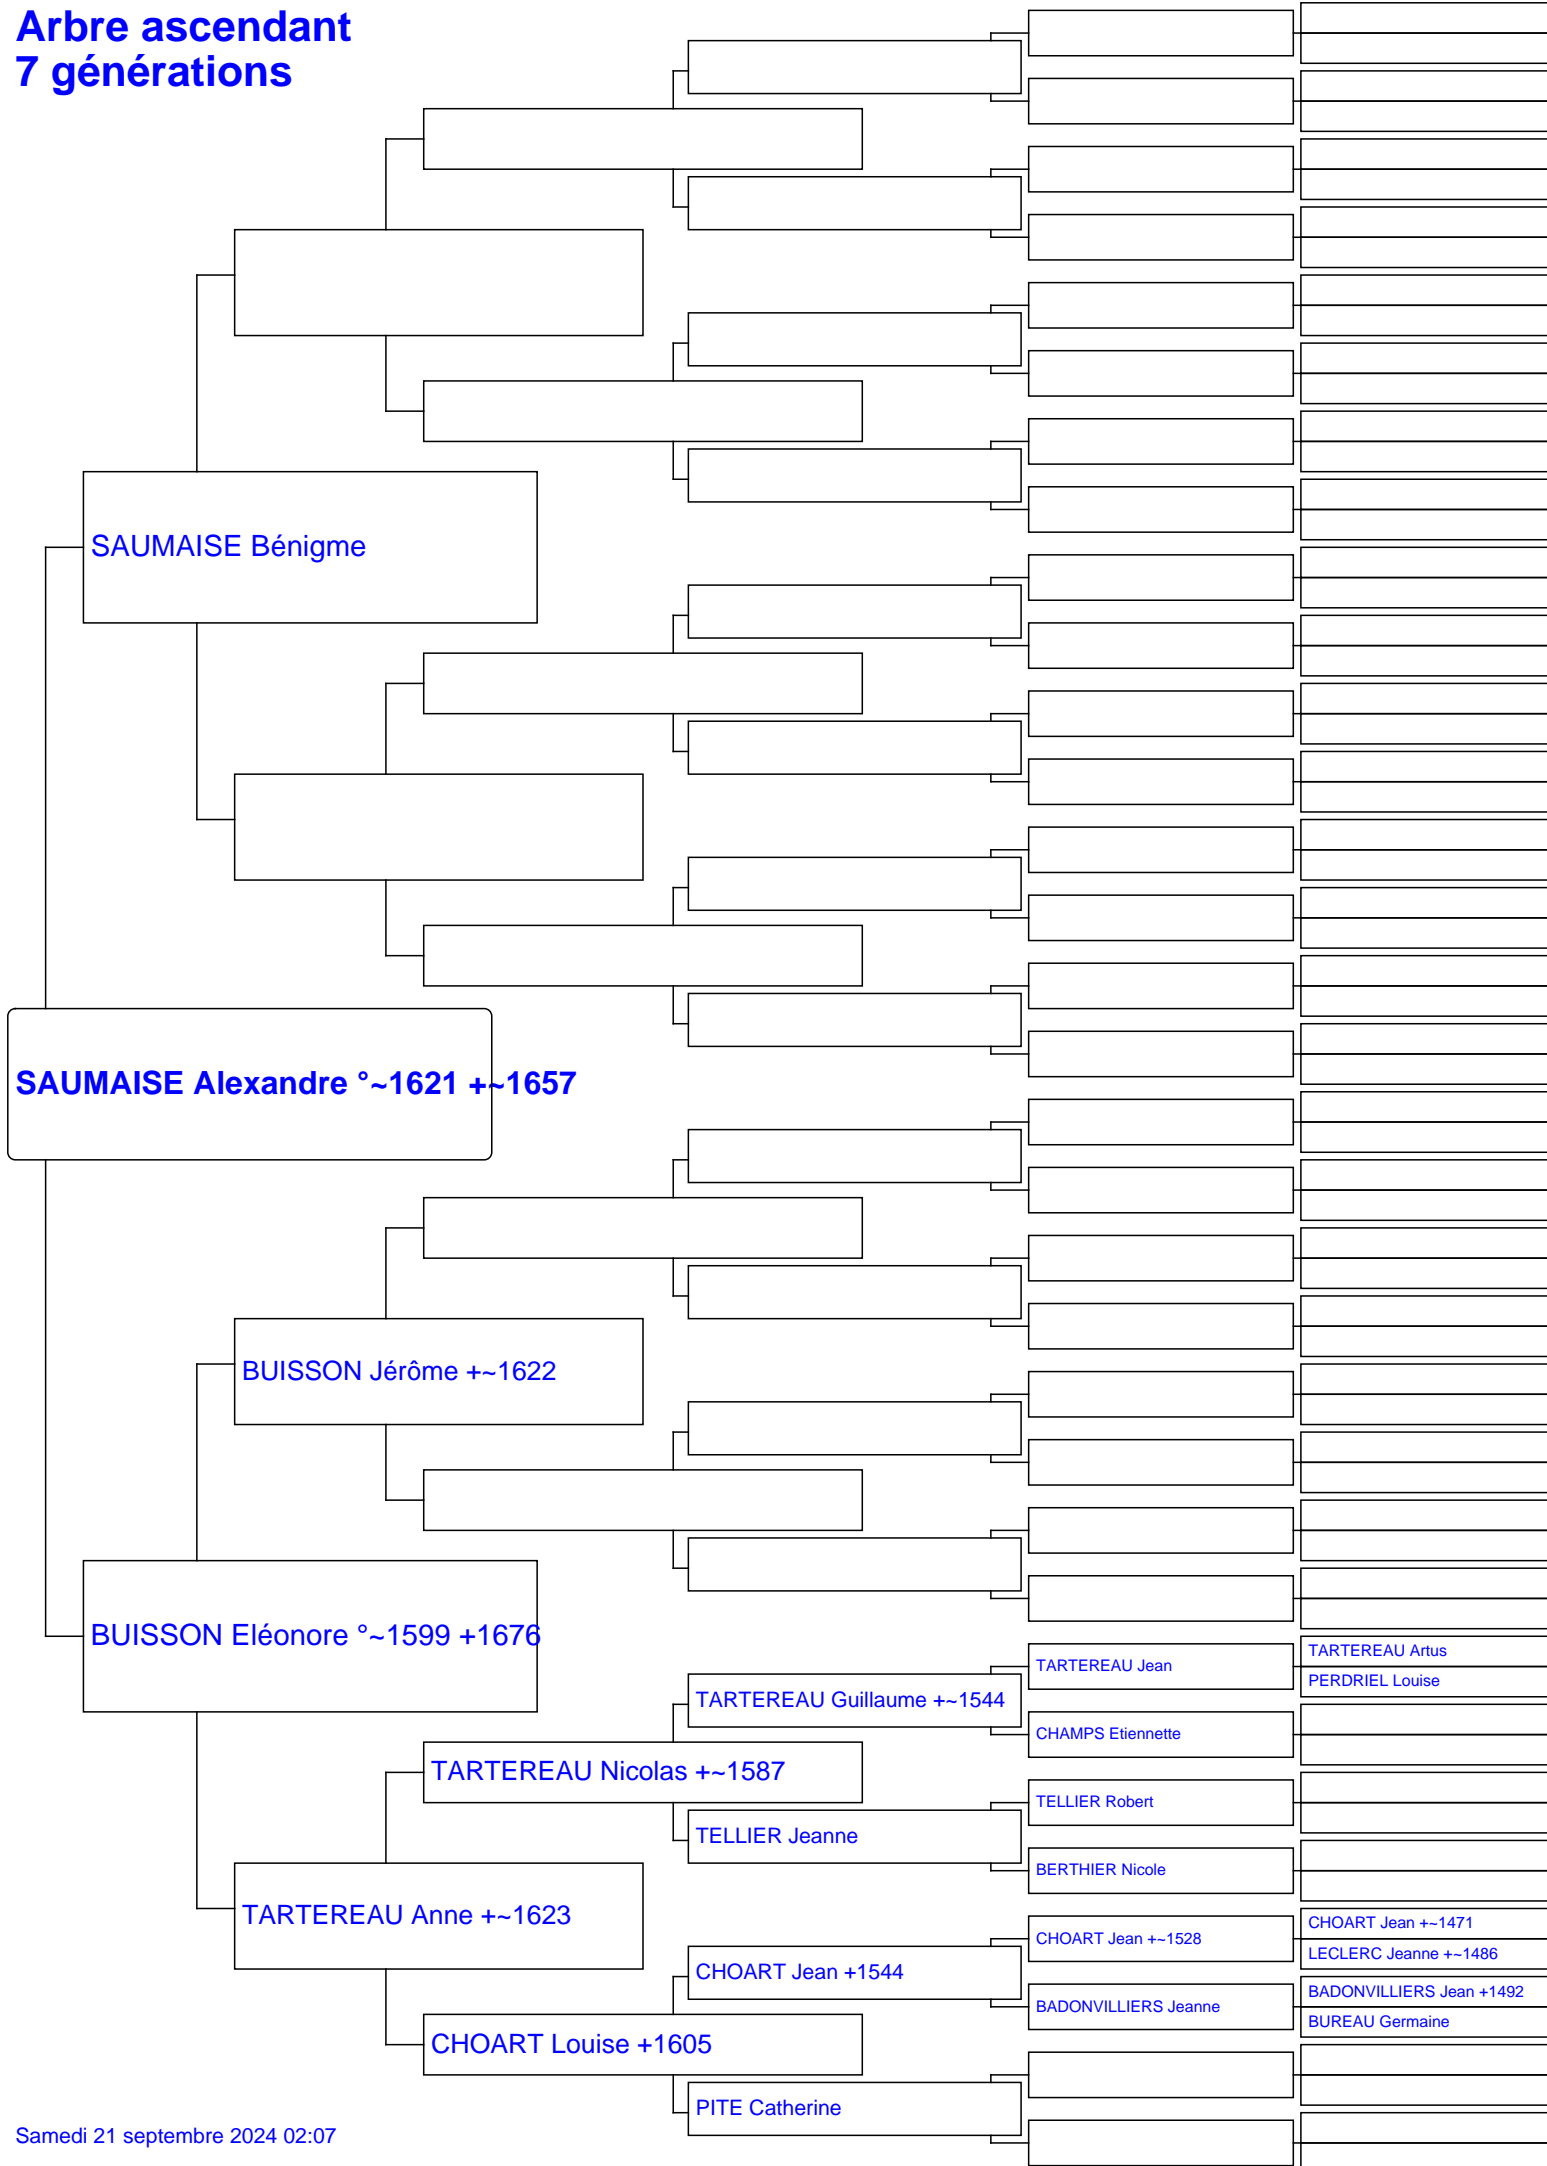 Arbre ascendant
7 générations
SAUMAISE Bénigme
SAUMAISE Alexandre °~1621 +~1657
BUISSON Jérôme +~1622
BUISSON Eléonore °~1599 +1676
TARTEREAU Jean
TARTEREAU Artus
PERDRIEL Louise
TARTEREAU Guillaume +~1544
CHAMPS Etiennette
TARTEREAU Nicolas +~1587
TELLIER Robert
TELLIER Jeanne
BERTHIER Nicole
TARTEREAU Anne +~1623
CHOART Jean +~1528
CHOART Jean +~1471
LECLERC Jeanne +~1486
CHOART Jean +1544
BADONVILLIERS Jeanne
BADONVILLIERS Jean +1492
BUREAU Germaine
CHOART Louise +1605
PITE Catherine
Samedi 21 septembre 2024 02:07